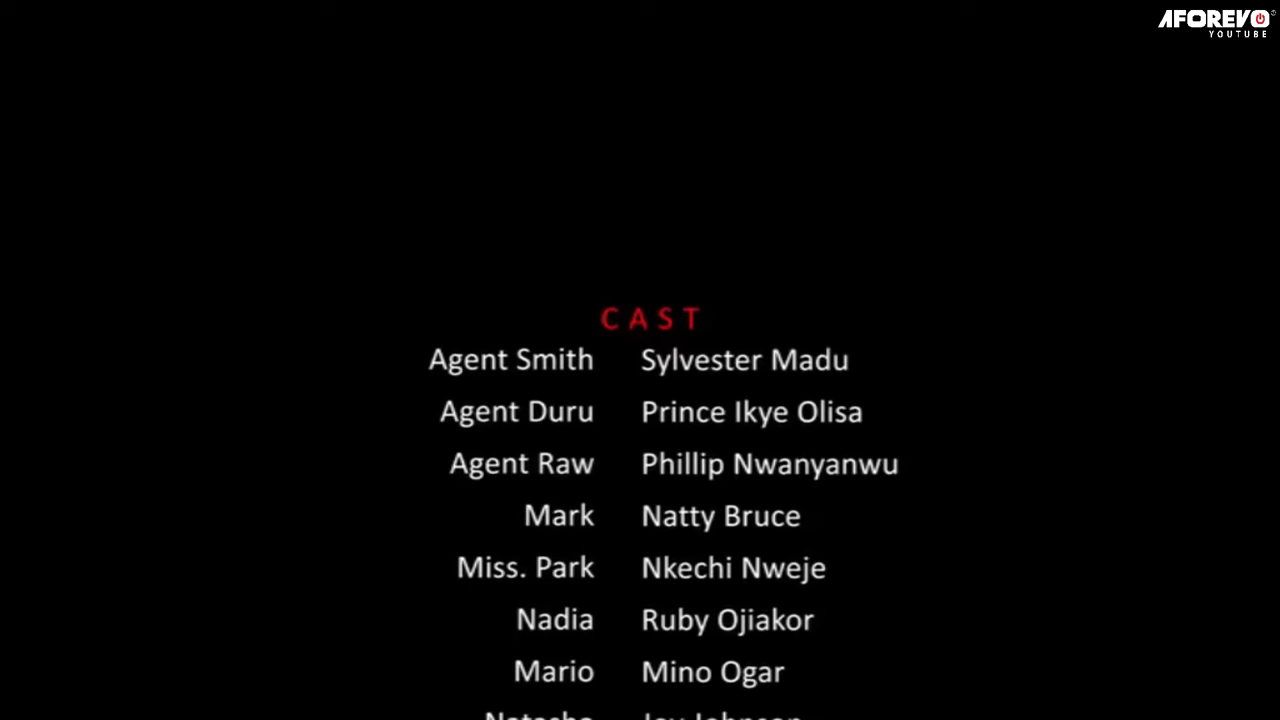 AFOREVO
YOUTUBE
CAST
Agent Smith Sylvester Madu
Agent Duru Prince Ikye Olisa
Agent Raw Phillip Nwanyanwu
Mark Natty Bruce
Miss. Park Nkechi Nweje
Nadia Ruby Ojiakor
Mario Mino Ogar